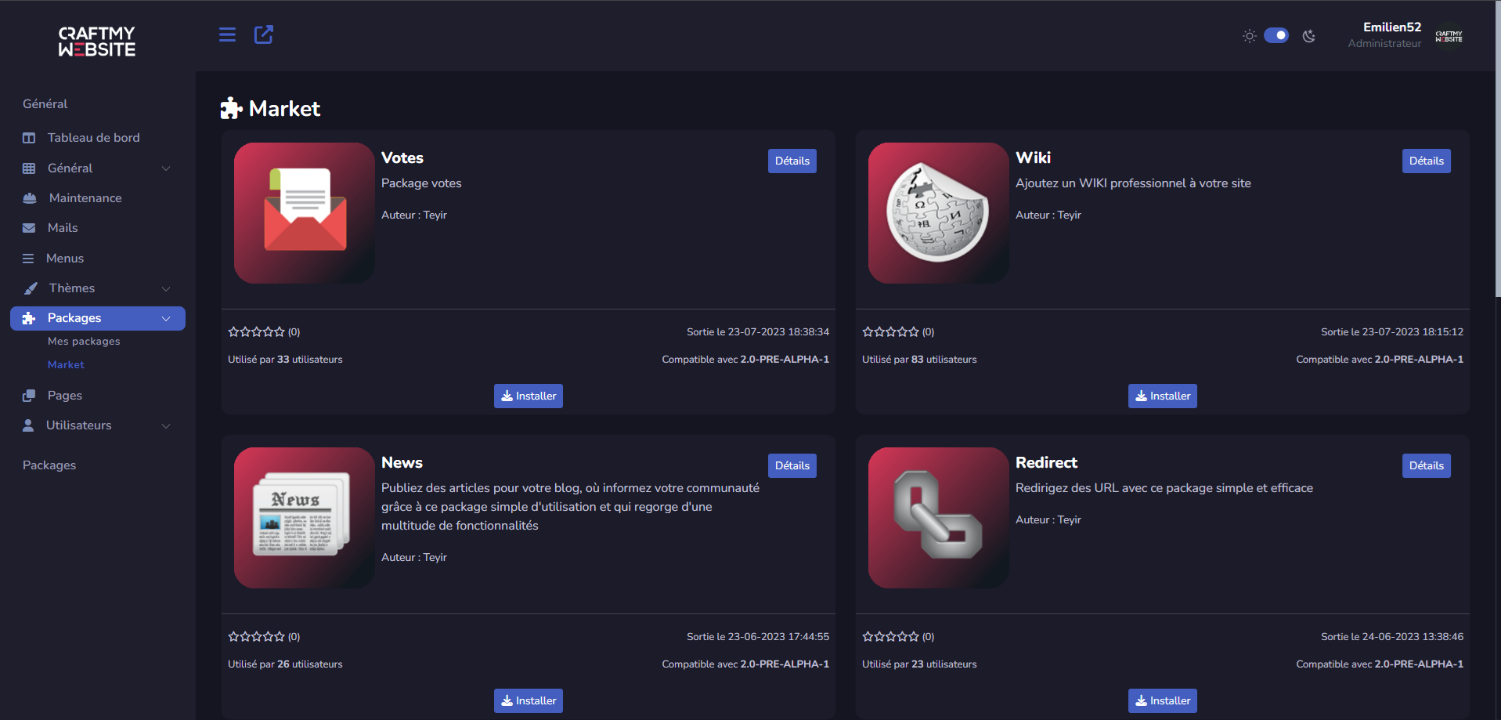 CRAFTMY
WEBSITE
Emilien52
Administrateur
CRAFTMY
WEBSITE
Général
Tableau de bord
Général
Maintenance
Mails
Menus
Thèmes
Packages
Mes packages
Market
Pages
Utilisateurs
Packages
Market
Votes
Détails
Package votes
Auteur : Teyir
(0)
Sortie le 23-07-2023 18:38:34
Utilisé par 33 utilisateurs
Compatible avec 2.0-PRE-ALPHA-1
Installer
Wiki
Détails
Ajoutez un WIKI professionnel à votre site
Auteur : Teyir
(0)
Sortie le 23-07-2023 18:15:12
Utilisé par 83 utilisateurs
Compatible avec 2.0-PRE-ALPHA-1
Installer
News
News
Détails
Publiez des articles pour votre blog, où informez votre communauté
grâce à ce package simple d'utilisation et qui regorge d'une
multitude de fonctionnalités
Auteur : Teyir
(0)
Sortie le 23-06-2023 17:44:55
Utilisé par 26 utilisateurs
Compatible avec 2.0-PRE-ALPHA-1
Installer
Redirect
Détails
Redirigez des URL avec ce package simple et efficace
Auteur : Teyir
(0)
Sortie le 24-06-2023 13:38:46
Utilisé par 23 utilisateurs
Compatible avec 2.0-PRE-ALPHA-1
Installer